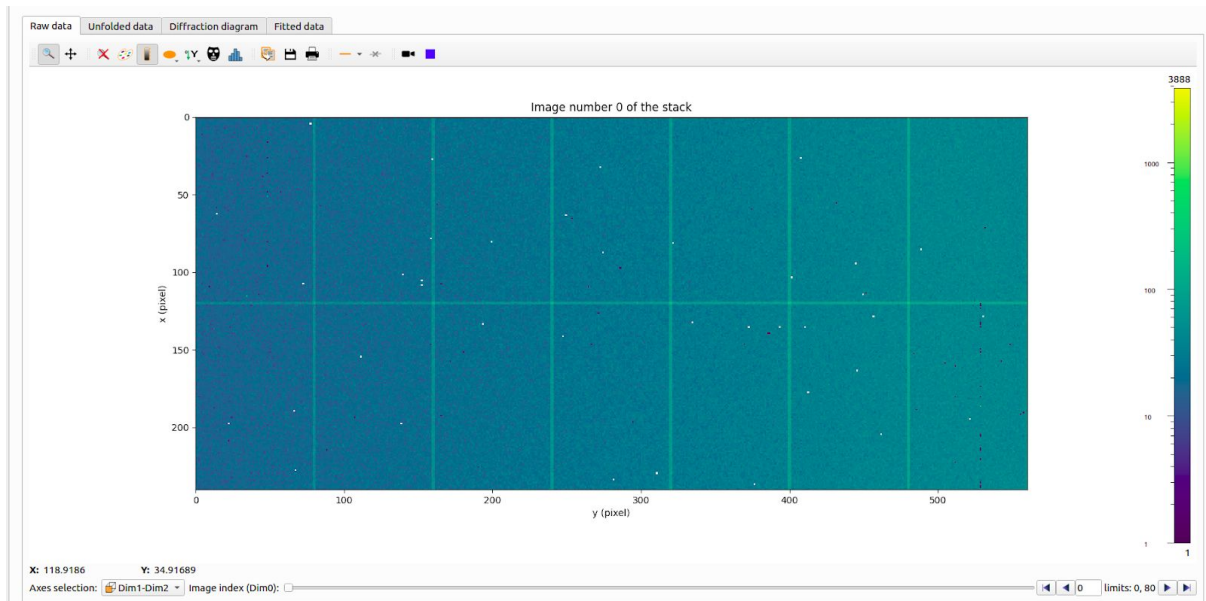 Raw data Unfolded data Diffraction diagram Fitted data
3888
Image number 0 of the stack
0
50
100
150
200
x (pixel)
0 100 200 300 400 500
y (pixel)
1000
100
10
1
1
X: 118.9186 Y: 34.91689
Axes selection: Dim1-Dim2 Image index (Dim0): 0 limits: 0, 80